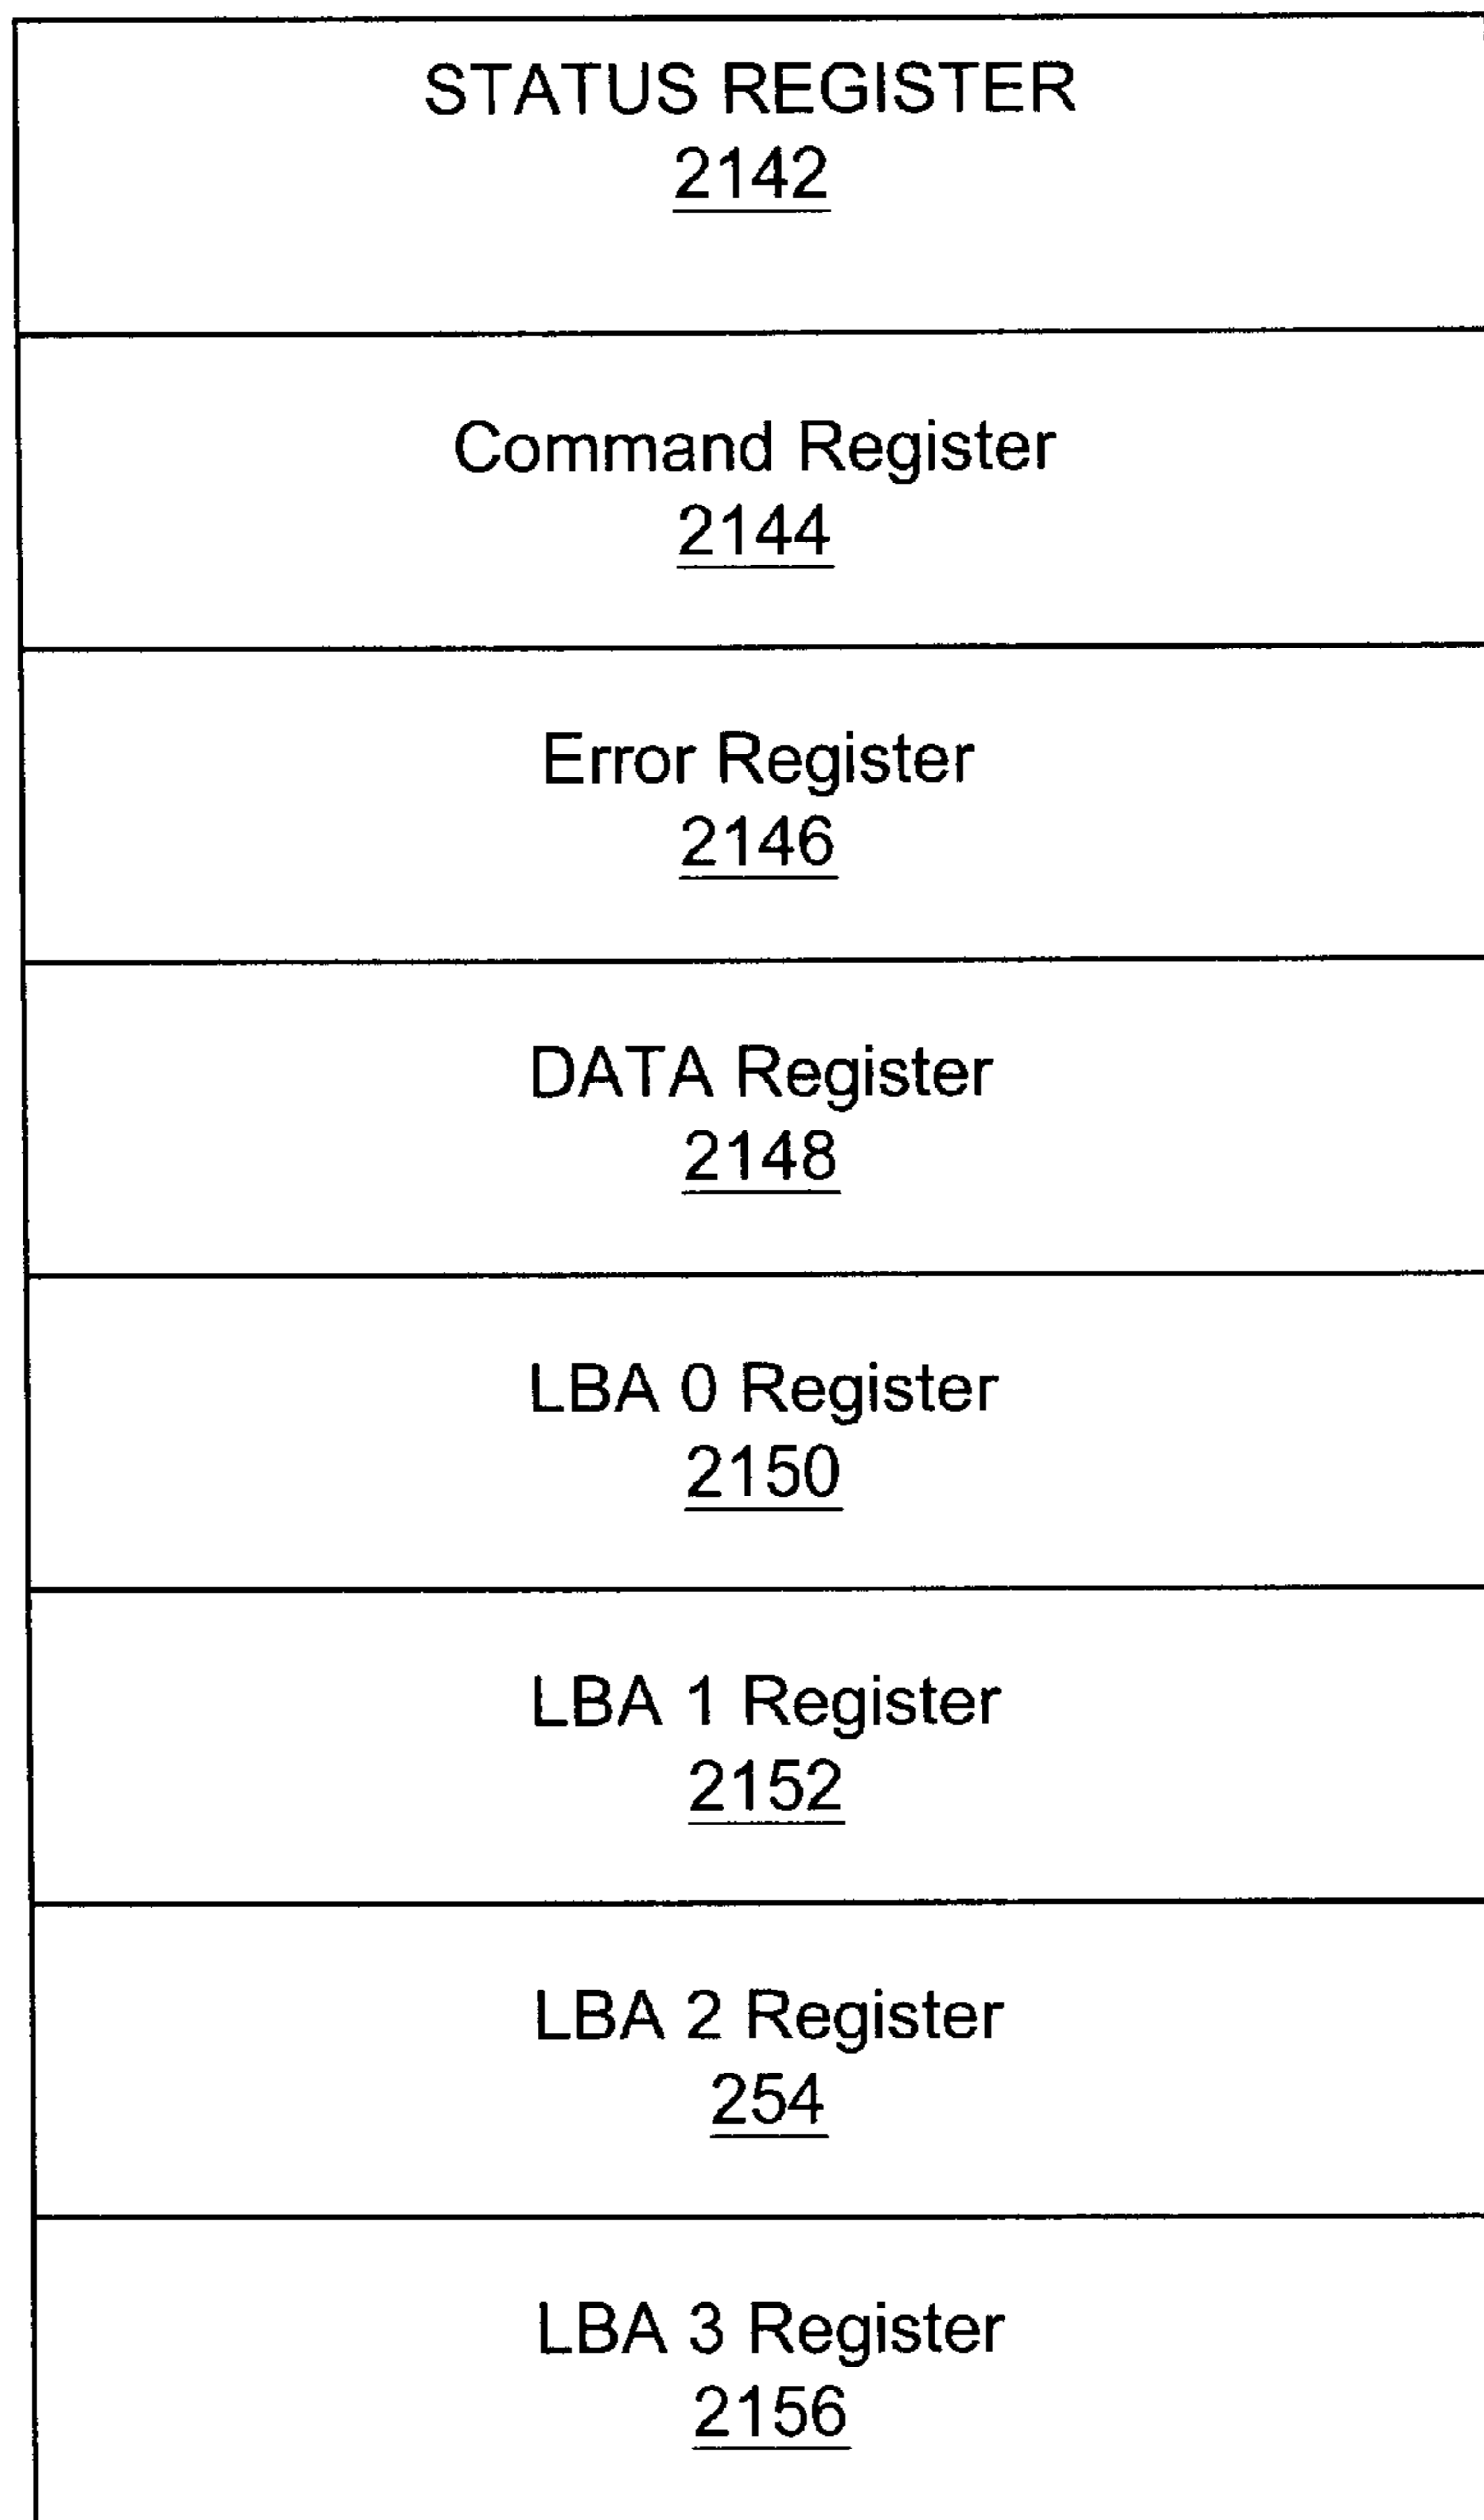 STATUS REGISTER
2142
Command Register
2144
Error Register
2146
DATA Register
2148
LBA 0 Register
2150
LBA 1 Register
2152
LBA 2 Register
254
LBA 3 Register
2156